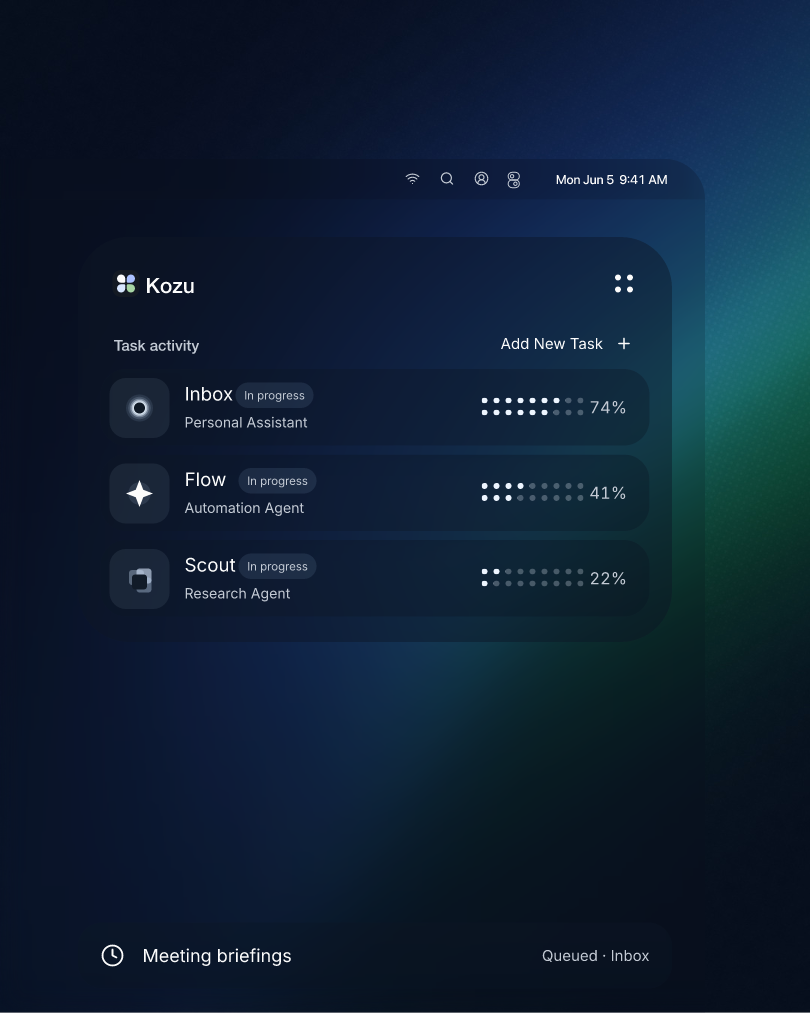 Mon Jun 5 9:41 AM
Kozu
Task activity
Add New Task +
Inbox In progress
Personal Assistant
74%
Flow In progress
Automation Agent
41%
Scout In progress
Research Agent
22%
Meeting briefings
Queued · Inbox